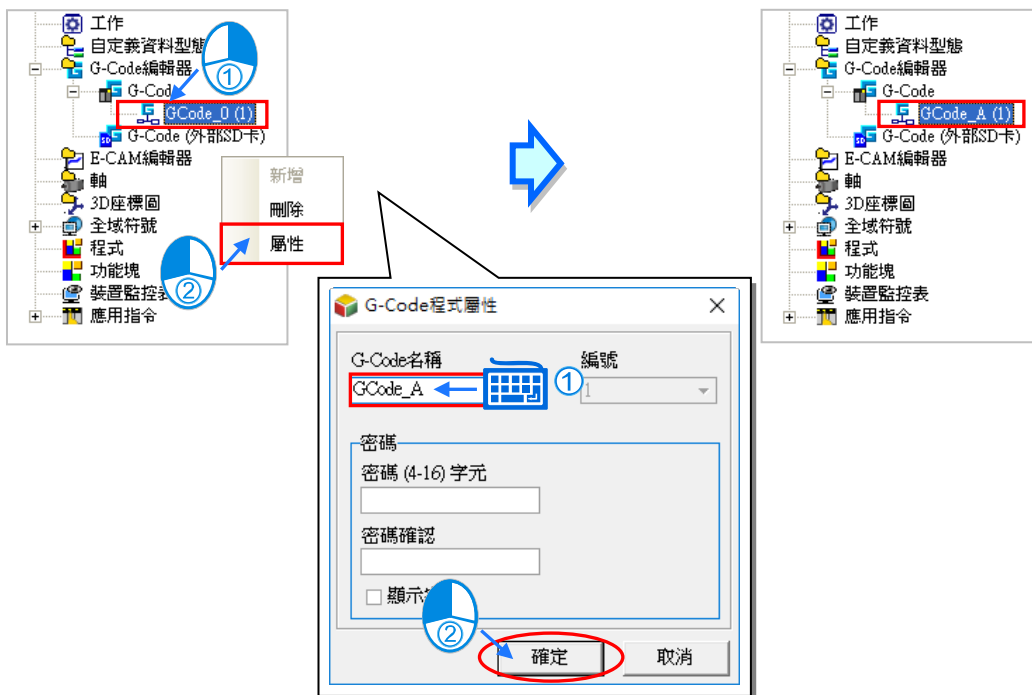 工作
自定義資料型態
G-Code編輯器
①
G-Code
GCode_0 (1)
G-Code (外部SD卡)
E-CAM編輯器
軸
3D座標圖
全域符號
程式
功能塊
裝置監控表
應用指令
新增
刪除
屬性
②
G-Code程式屬性
G-Code名稱
編號
GCode_A
①
1
密碼
密碼 (4-16) 字元
密碼確認
顯示
②
確定
取消
工作
自定義資料型態
G-Code編輯器
G-Code
GCode_A (1)
G-Code (外部SD卡)
E-CAM編輯器
軸
3D座標圖
全域符號
程式
功能塊
裝置監控表
應用指令